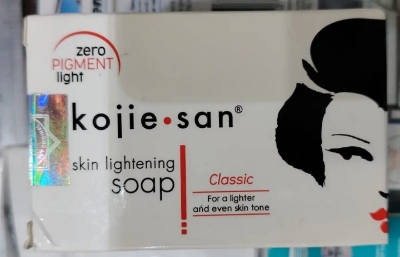 zero
PIGMENT
light
kojie•san®
skin lightening
soap
Classic
For a lighter
and even skin tone